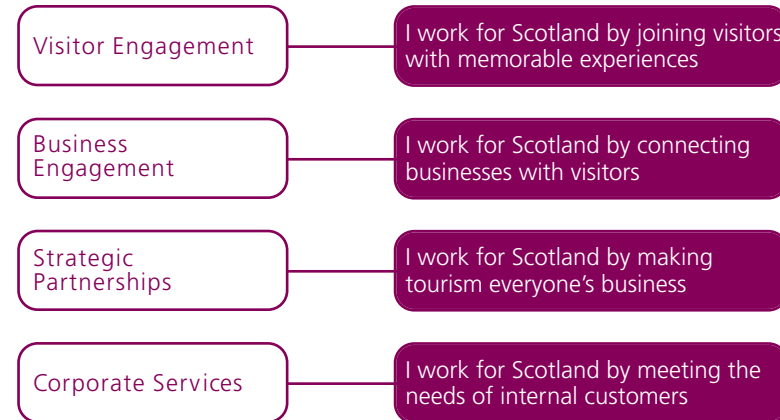 Visitor Engagement
I work for Scotland by joining visitors
with memorable experiences
Business
Engagement
I work for Scotland by connecting
businesses with visitors
Strategic
Partnerships
I work for Scotland by making
tourism everyone’s business
Corporate Services
I work for Scotland by meeting the
needs of internal customers